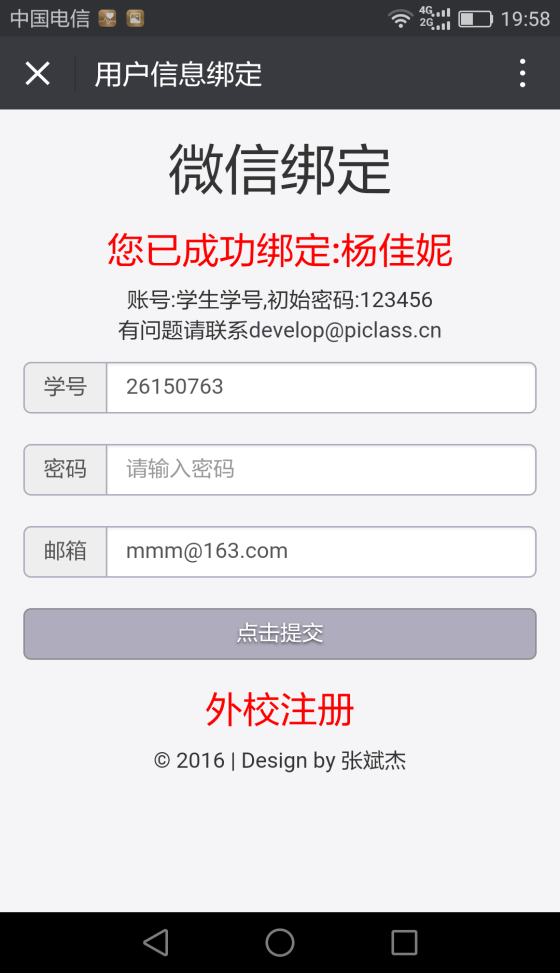 中国电信 4G 2G 19:58
用户信息绑定
微信绑定
您已成功绑定:杨佳妮
账号:学生学号,初始密码:123456
有问题请联系develop@piclass.cn
学号 26150763
密码 请输入密码
邮箱 mmm@163.com
点击提交
外校注册
© 2016 | Design by 张斌杰